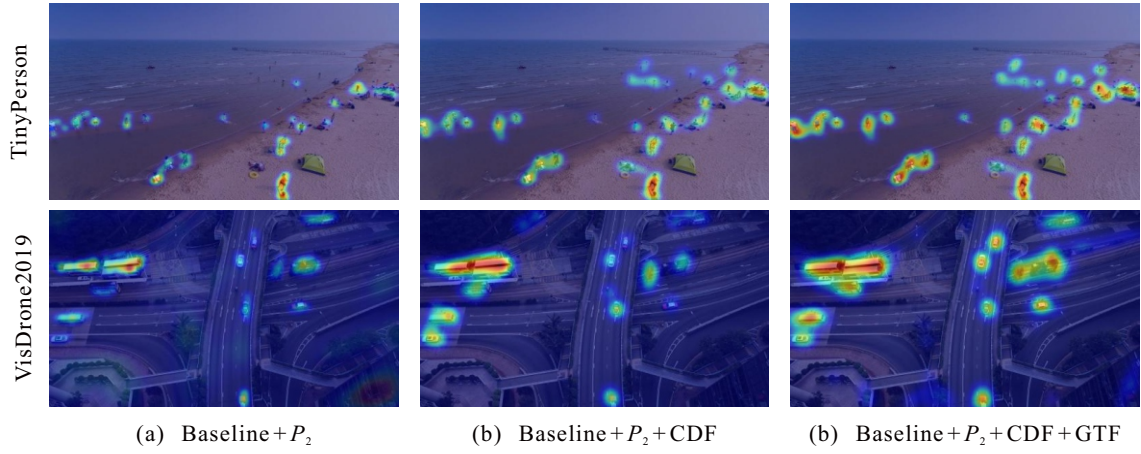 TinyPerson
VisDrone2019
(a) Baseline+P₂
(b) Baseline+P₂+CDF
(b) Baseline+P₂+CDF+GTF